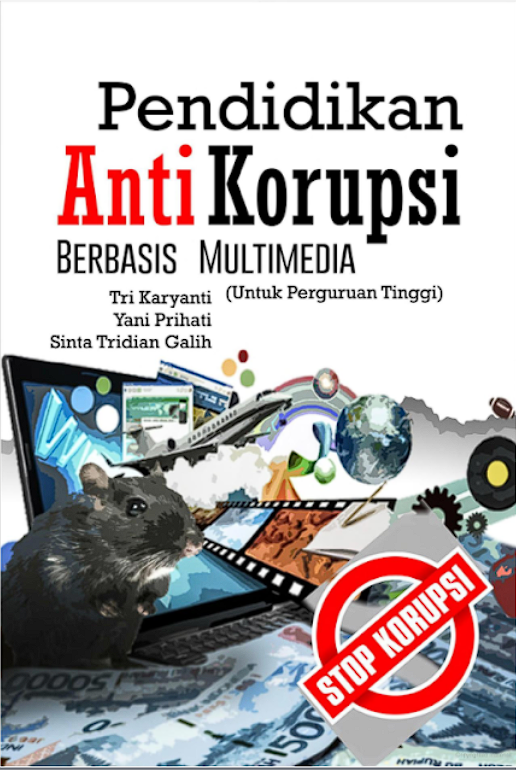 Pendidikan
Anti Korupsi
BERBASIS MULTIMEDIA
(Untuk Perguruan Tinggi)
Tri Karyanti
Yani Prihati
Sinta Tridian Galih
STOP KORUPSI